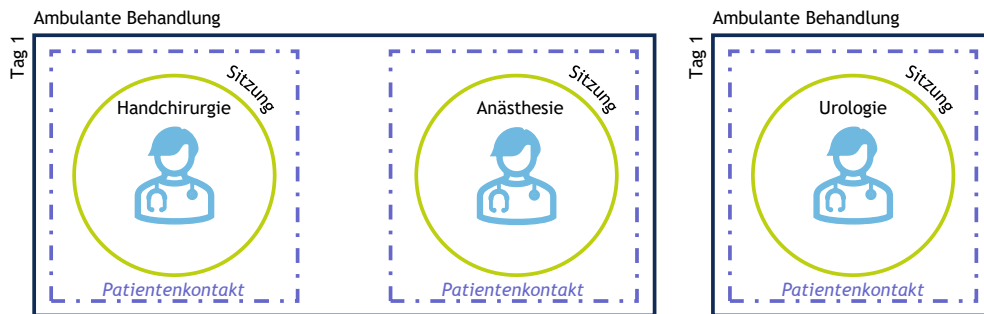 Ambulante Behandlung
Tag 1
Sitzung
Handchirurgie
Patientenkontakt
Sitzung
Anästhesie
Patientenkontakt
Ambulante Behandlung
Tag 1
Sitzung
Urologie
Patientenkontakt